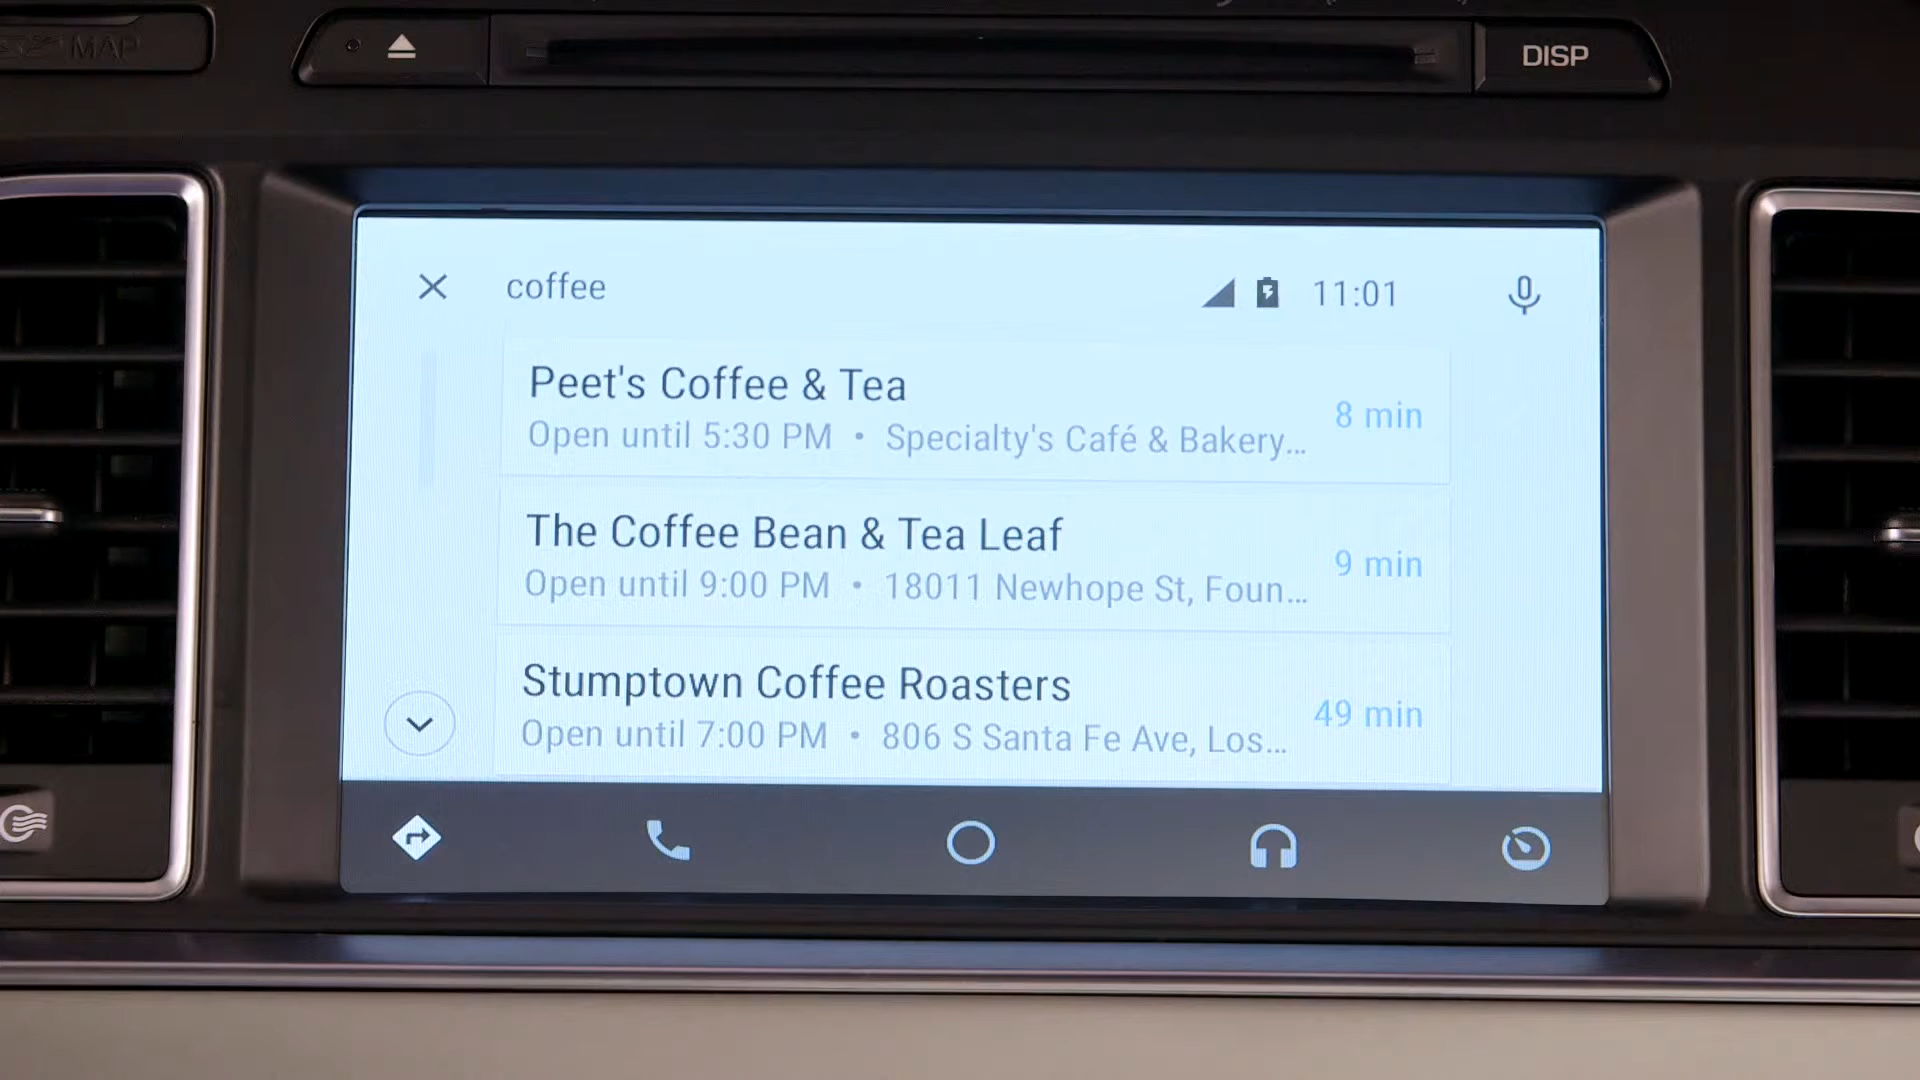 MAP
DISP
coffee
11:01
Peet's Coffee & Tea
Open until 5:30 PM • Specialty's Café & Bakery...
8 min
The Coffee Bean & Tea Leaf
Open until 9:00 PM • 18011 Newhope St, Foun...
9 min
Stumptown Coffee Roasters
Open until 7:00 PM • 806 S Santa Fe Ave, Los...
49 min